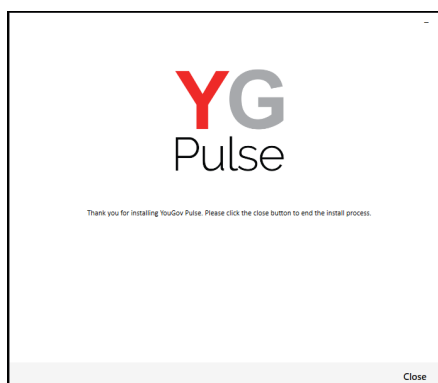 YG
Pulse
Thank you for installing YouGov Pulse. Please click the close button to end the install process.
Close